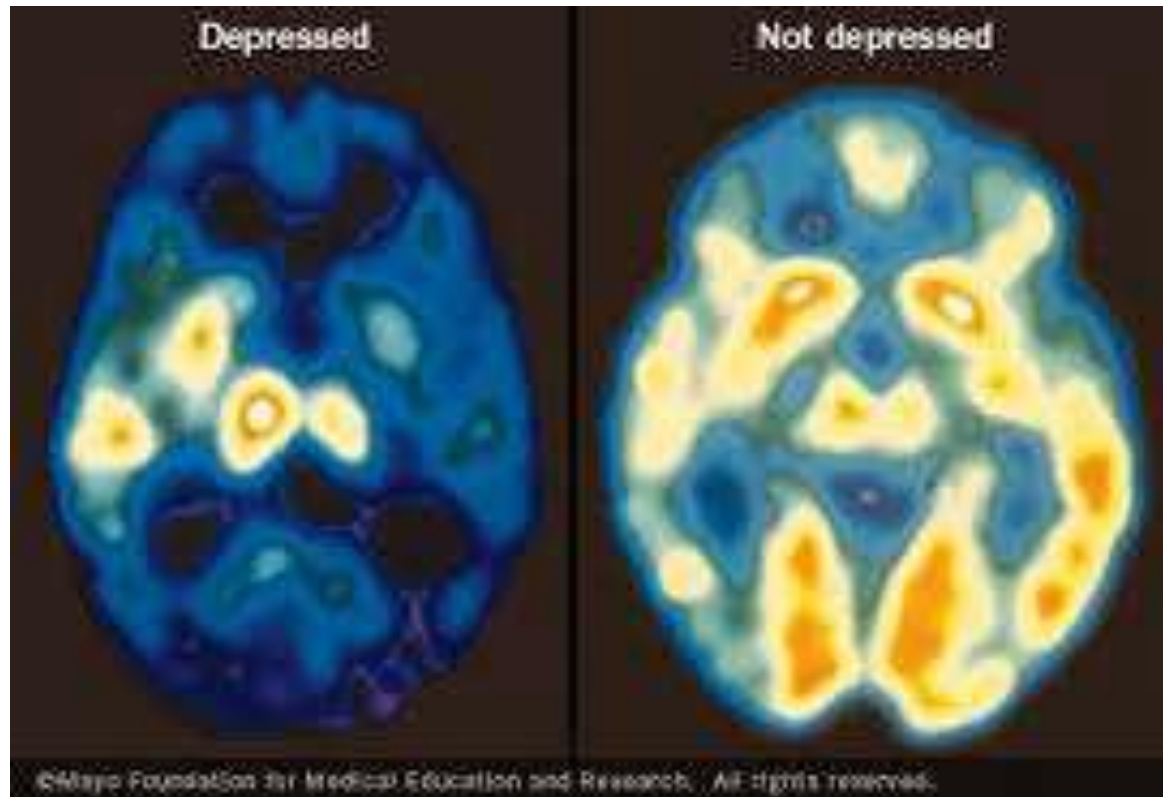 Depressed
Not depressed
©Mayo Foundation for Medical Education and Research. All rights reserved.